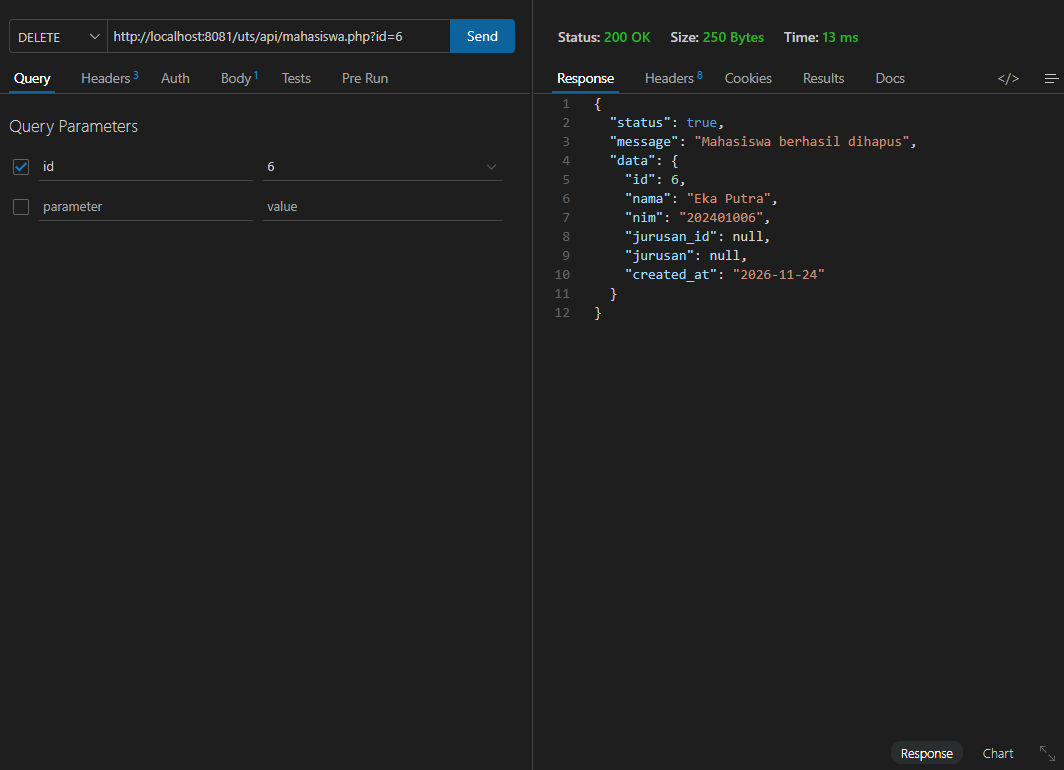 DELETE http://localhost:8081/uts/api/mahasiswa.php?id=6 Send
Query Headers 3 Auth Body 1 Tests Pre Run
Query Parameters
id 6
parameter value
Status: 200 OK Size: 250 Bytes Time: 13 ms
Response Headers 8 Cookies Results Docs </>
1 {
2 "status": true,
3 "message": "Mahasiswa berhasil dihapus",
4 "data": {
5 "id": 6,
6 "nama": "Eka Putra",
7 "nim": "202401006",
8 "jurusan_id": null,
9 "jurusan": null,
10 "created_at": "2026-11-24"
11 }
12 }
Response Chart